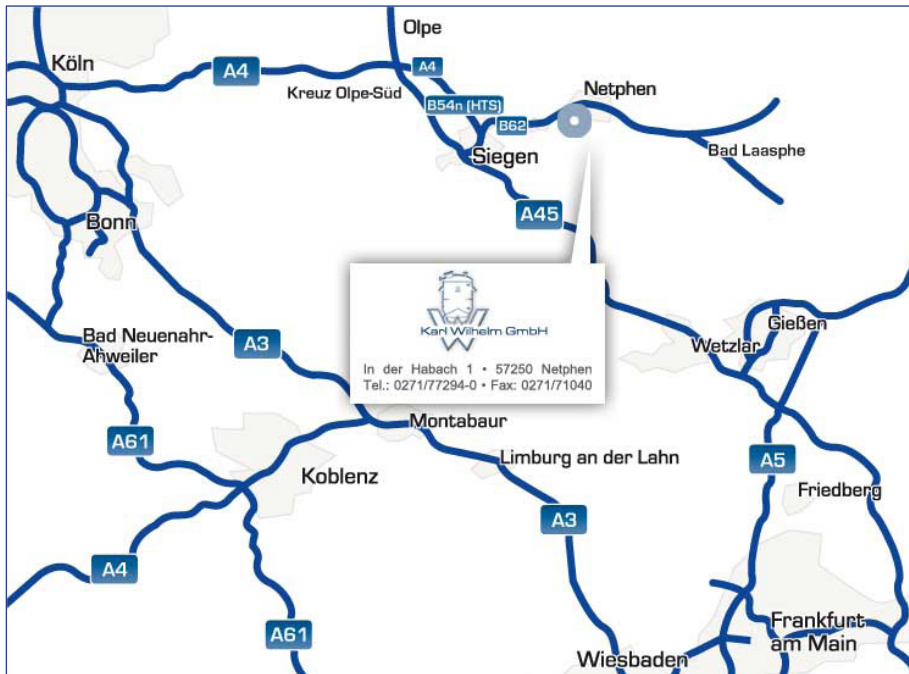 Olpe
Köln
A4
A4
Kreuz Olpe-Süd
Netphen
B54n (HTS)
B62
Siegen
Bad Laasphe
A45
Bonn
Karl Wilhelm GmbH
W W W
In der Habach 1 • 57250 Netphen
Tel.: 0271/77294-0 • Fax: 0271/71040
Gießen
Bad Neuenahr-
Ahweiler
A3
Wetzlar
Montabaur
A61
Limburg an der Lahn
A5
Koblenz
Friedberg
A3
A4
A61
Frankfurt
am Main
Wiesbaden